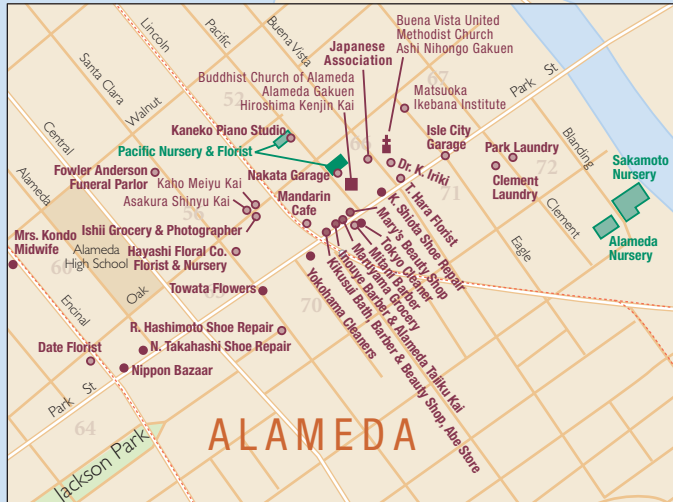 Lincoln
Pacific
Buena Vista
Santa Clara
Walnut
Central
Alameda
Encinal
Oak
Park St
Park St
Blanding
Clement
Eagle
Buena Vista United
Methodist Church
Ashi Nihongo Gakuen
Japanese
Association
Buddhist Church of Alameda
Alameda Gakuen
Hiroshima Kenjin Kai
Matsuoka
Ikebana Institute
52
67
Kaneko Piano Studio
Pacific Nursery & Florist
66
Isle City
Garage
Park Laundry
72
Clement
Laundry
Sakamoto
Nursery
Alameda
Nursery
Fowler Anderson
Funeral Parlor
Nakata Garage
Dr. K. Iriki
71
T. Hara Florist
K. Shiota Shoe Repair
Mary's Beauty Shop
Tokyo Cleaner
Mitani Barber
Maruyama Grocery
Inouye Barber & Alameda Taiiku Kai
Kikusui Bath, Barber & Beauty Shop, Abe Store
Yokohama Cleaners
Kaho Meiyu Kai
Asakura Shinyu Kai
56
Mandarin
Cafe
Ishii Grocery & Photographer
Mrs. Kondo
Midwife
60
Alameda
High School
Hayashi Floral Co.
Florist & Nursery
Towata Flowers
70
R. Hashimoto Shoe Repair
N. Takahashi Shoe Repair
Date Florist
Nippon Bazaar
64
Jackson Park
ALAMEDA